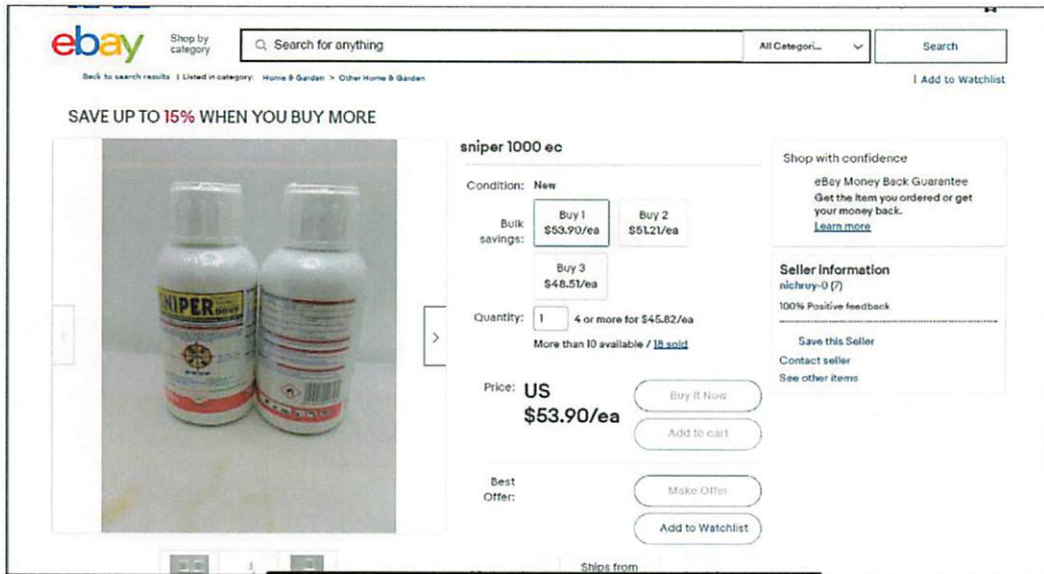 ebay
Shop by
category
Search for anything
All Categori...
Search
Back to search results | Listed in category: Home & Garden > Other Home & Garden
| Add to Watchlist
SAVE UP TO 15% WHEN YOU BUY MORE
sniper 1000 ec
Condition: New
Bulk
savings:
Buy 1
$53.90/ea
Buy 2
$51.21/ea
Buy 3
$48.51/ea
Quantity: 1 4 or more for $45.82/ea
More than 10 available / 18 sold
Price: US
$53.90/ea
Buy It Now
Add to cart
Best
Offer:
Make Offer
Add to Watchlist
Shop with confidence
eBay Money Back Guarantee
Get the item you ordered or get
your money back.
Learn more
Seller information
nichruy-0 (7)
100% Positive feedback
Save this Seller
Contact seller
See other items
SNIPER
Ships from